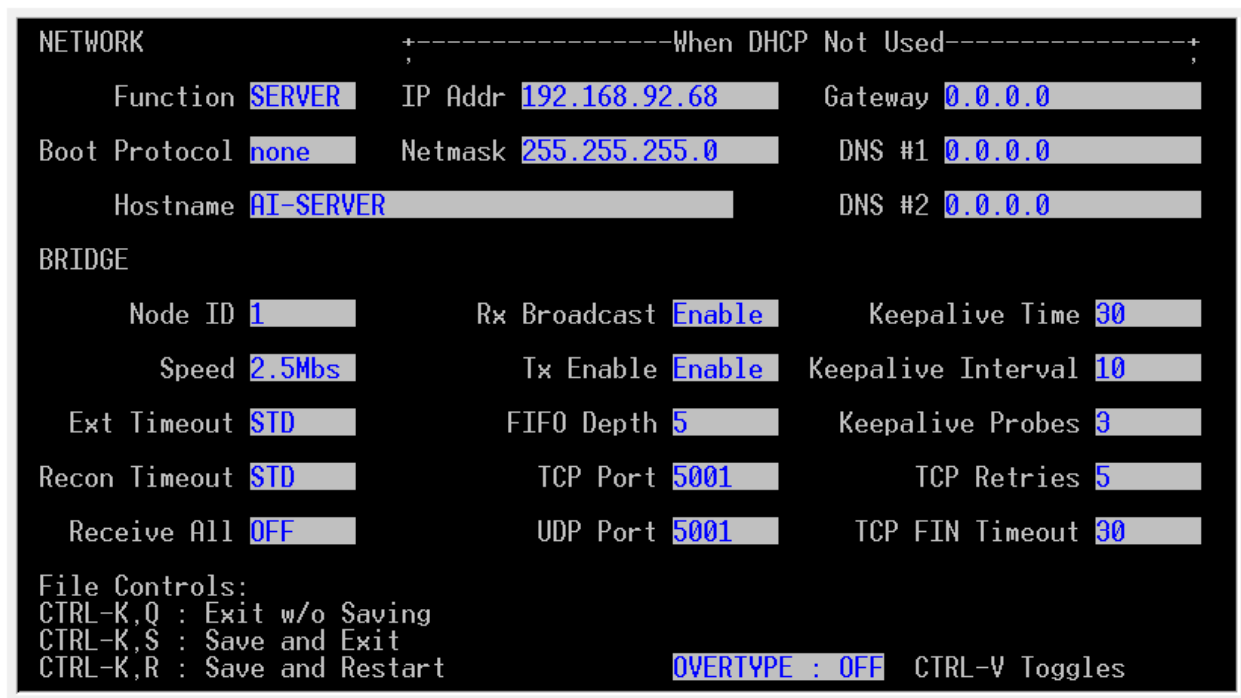 NETWORK +-----------------When DHCP Not Used----------------+
Function SERVER IP Addr 192.168.92.68 Gateway 0.0.0.0
Boot Protocol none Netmask 255.255.255.0 DNS #1 0.0.0.0
Hostname AI-SERVER DNS #2 0.0.0.0
BRIDGE
Node ID 1 Rx Broadcast Enable Keepalive Time 30
Speed 2.5Mbs Tx Enable Enable Keepalive Interval 10
Ext Timeout STD FIFO Depth 5 Keepalive Probes 3
Recon Timeout STD TCP Port 5001 TCP Retries 5
Receive All OFF UDP Port 5001 TCP FIN Timeout 30
File Controls:
CTRL-K,Q : Exit w/o Saving
CTRL-K,S : Save and Exit
CTRL-K,R : Save and Restart OVERTYPE : OFF CTRL-V Toggles